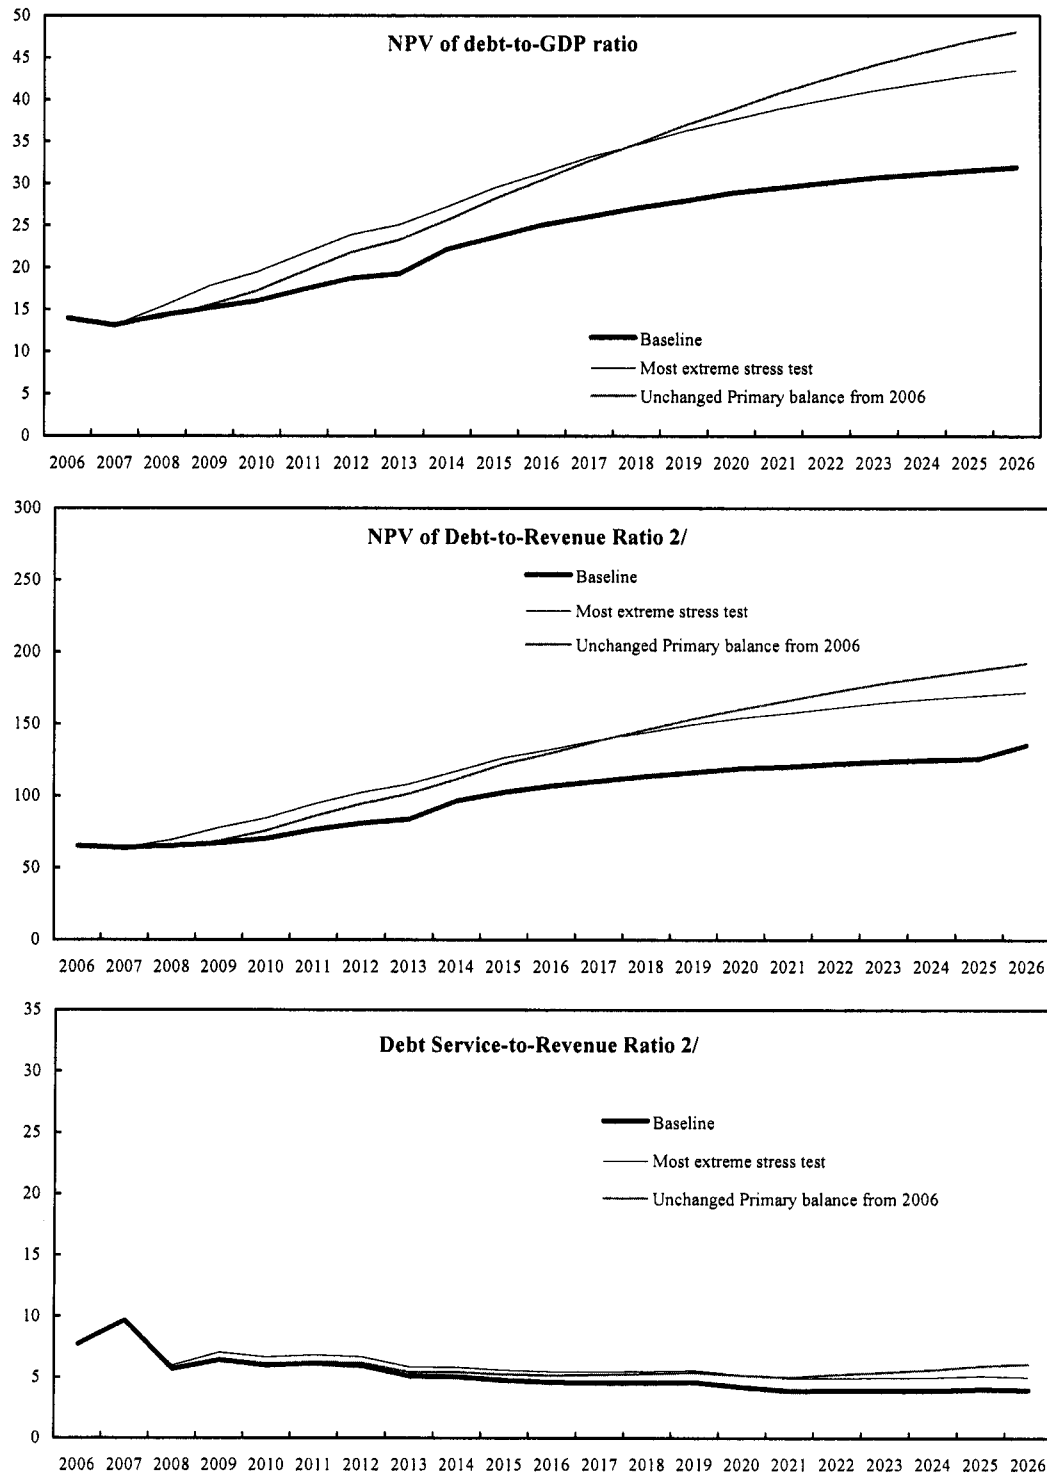 NPV of debt-to-GDP ratio
50
45
40
35
30
25
20
15
10
5
0
Baseline
Most extreme stress test
Unchanged Primary balance from 2006
2006 2007 2008 2009 2010 2011 2012 2013 2014 2015 2016 2017 2018 2019 2020 2021 2022 2023 2024 2025 2026
NPV of Debt-to-Revenue Ratio 2/
300
250
200
150
100
50
0
Baseline
Most extreme stress test
Unchanged Primary balance from 2006
2006 2007 2008 2009 2010 2011 2012 2013 2014 2015 2016 2017 2018 2019 2020 2021 2022 2023 2024 2025 2026
Debt Service-to-Revenue Ratio 2/
35
30
25
20
15
10
5
0
Baseline
Most extreme stress test
Unchanged Primary balance from 2006
2006 2007 2008 2009 2010 2011 2012 2013 2014 2015 2016 2017 2018 2019 2020 2021 2022 2023 2024 2025 2026